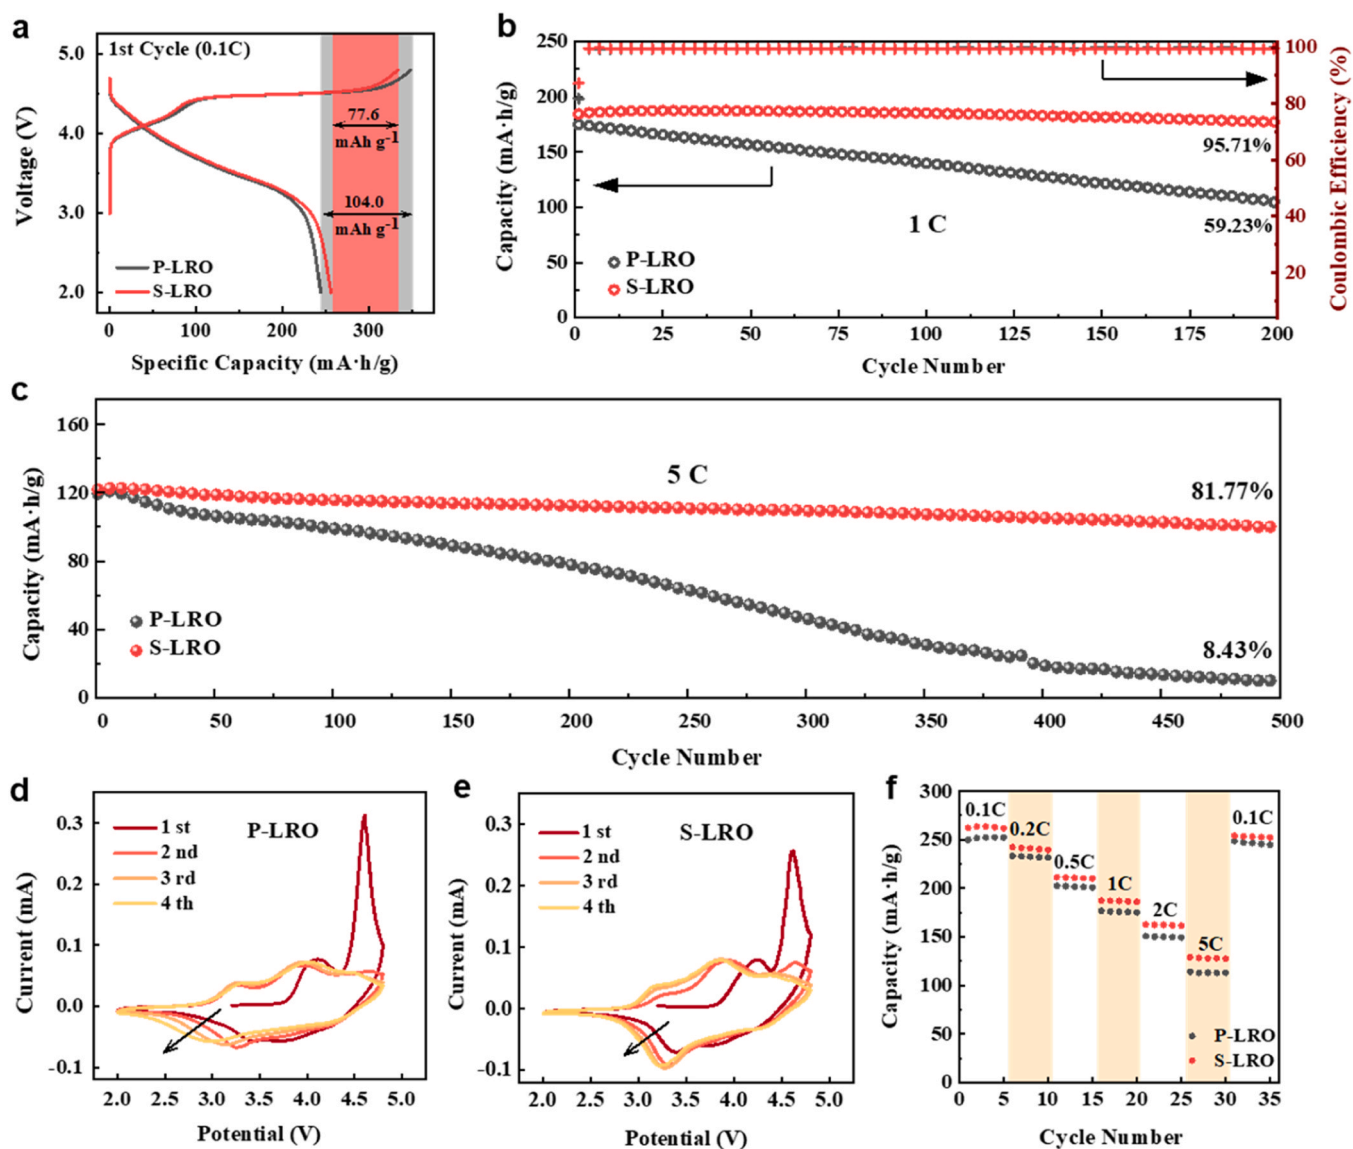 a
1st Cycle (0.1C)
77.6
mAh g⁻¹
104.0
mAh g⁻¹
P-LRO
S-LRO
Voltage (V)
5.0
4.0
3.0
2.0
0 100 200 300
Specific Capacity (mA·h/g)
b
Capacity (mA·h/g)
250
200
150
100
50
0
95.71%
59.23%
1 C
P-LRO
S-LRO
0 25 50 75 100 125 150 175 200
Cycle Number
100
80
60
40
20
Coulombic Efficiency (%)
c
Capacity (mA·h/g)
160
120
80
40
0
5 C
81.77%
8.43%
P-LRO
S-LRO
0 50 100 150 200 250 300 350 400 450 500
Cycle Number
d
Current (mA)
0.3
0.2
0.1
0.0
-0.1
1 st
2 nd
3 rd
4 th
P-LRO
2.0 2.5 3.0 3.5 4.0 4.5 5.0
Potential (V)
e
Current (mA)
0.3
0.2
0.1
0.0
-0.1
1 st
2 nd
3 rd
4 th
S-LRO
2.0 2.5 3.0 3.5 4.0 4.5 5.0
Potential (V)
f
Capacity (mA·h/g)
300
250
200
150
100
50
0
0.1C
0.2C
0.5C
1C
2C
5C
0.1C
P-LRO
S-LRO
0 5 10 15 20 25 30 35
Cycle Number